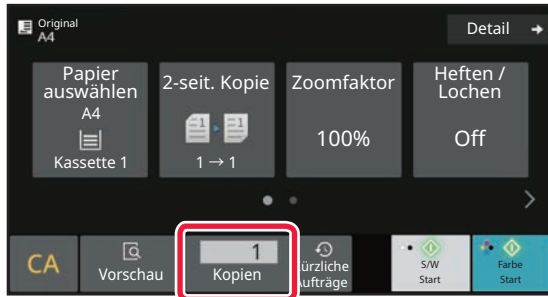 Original
A4
Detail
Papier
auswählen
A4
Kassette 1
2-seit. Kopie
1 → 1
Zoomfaktor
100%
Heften /
Lochen
Off
CA
Vorschau
1
Kopien
ürzliche
Aufträge
S/W
Start
Farbe
Start